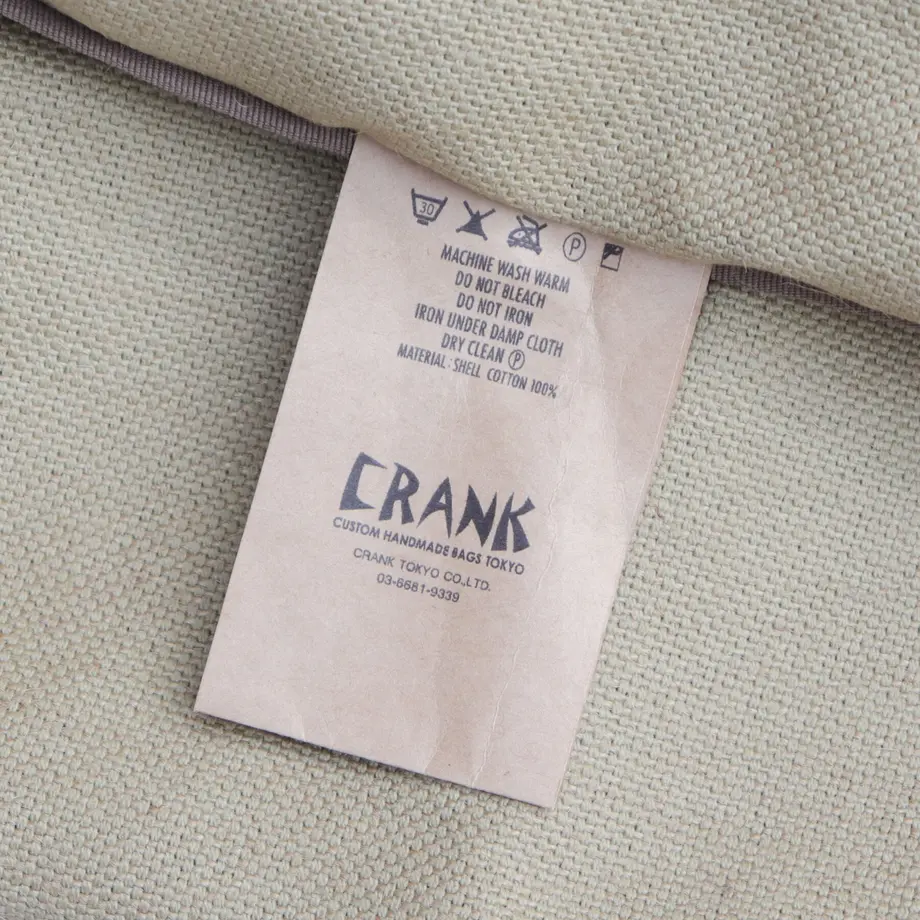 30
P
MACHINE WASH WARM
DO NOT BLEACH
DO NOT IRON
IRON UNDER DAMP CLOTH
DRY CLEAN P
MATERIAL : SHELL COTTON 100%
CRANK
CUSTOM HANDMADE BAGS TOKYO
CRANK TOKYO CO.,LTD.
03-6681-9339